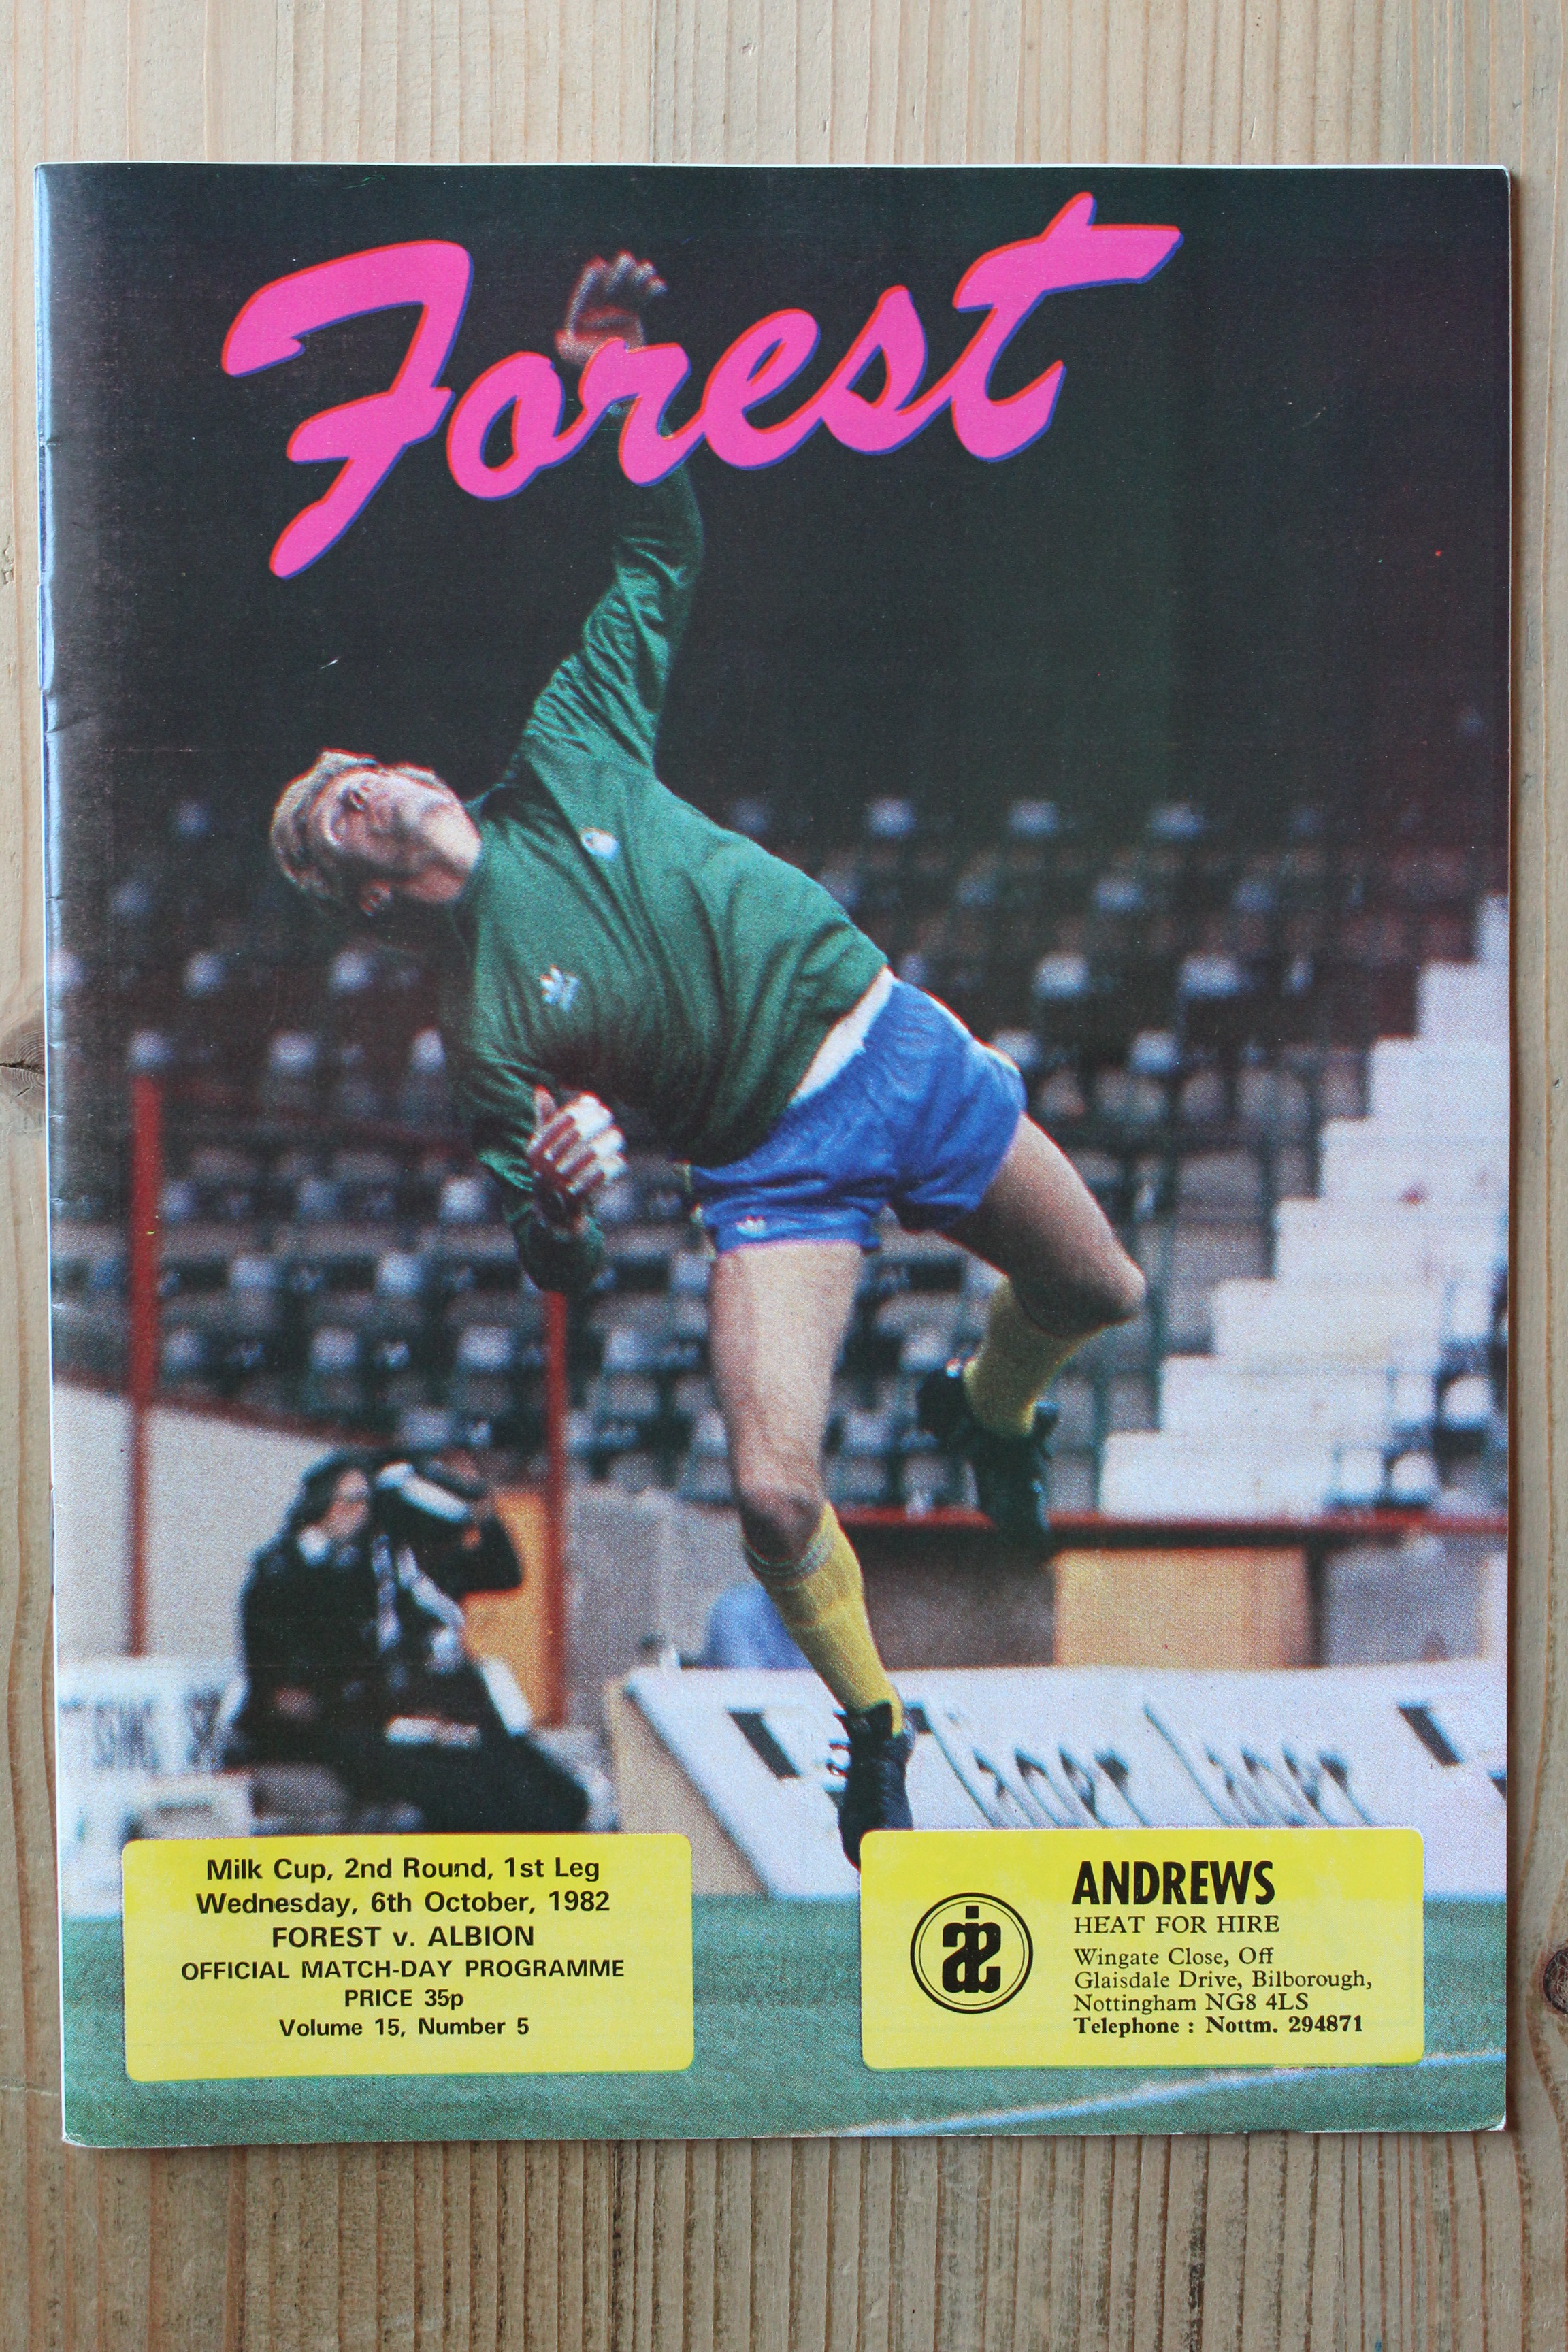 Forest
lager lager
Milk Cup, 2nd Round, 1st Leg
Wednesday, 6th October, 1982
FOREST v. ALBION
OFFICIAL MATCH-DAY PROGRAMME
PRICE 35p
Volume 15, Number 5
ANDREWS
HEAT FOR HIRE
Wingate Close, Off
Glaisdale Drive, Bilborough,
Nottingham NG8 4LS
Telephone : Nottm. 294871